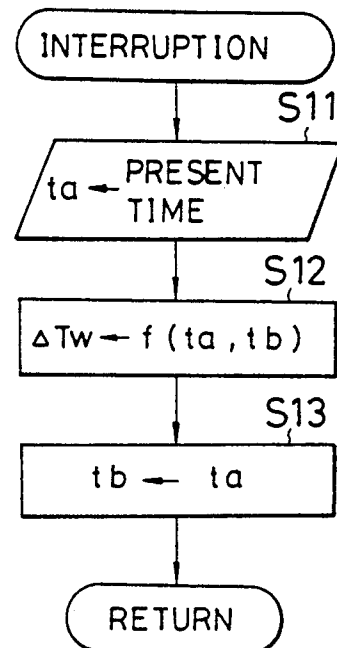 INTERRUPTION
S11
ta ← PRESENT
TIME
S12
ΔTw ← f (ta, tb)
S13
tb ← ta
RETURN